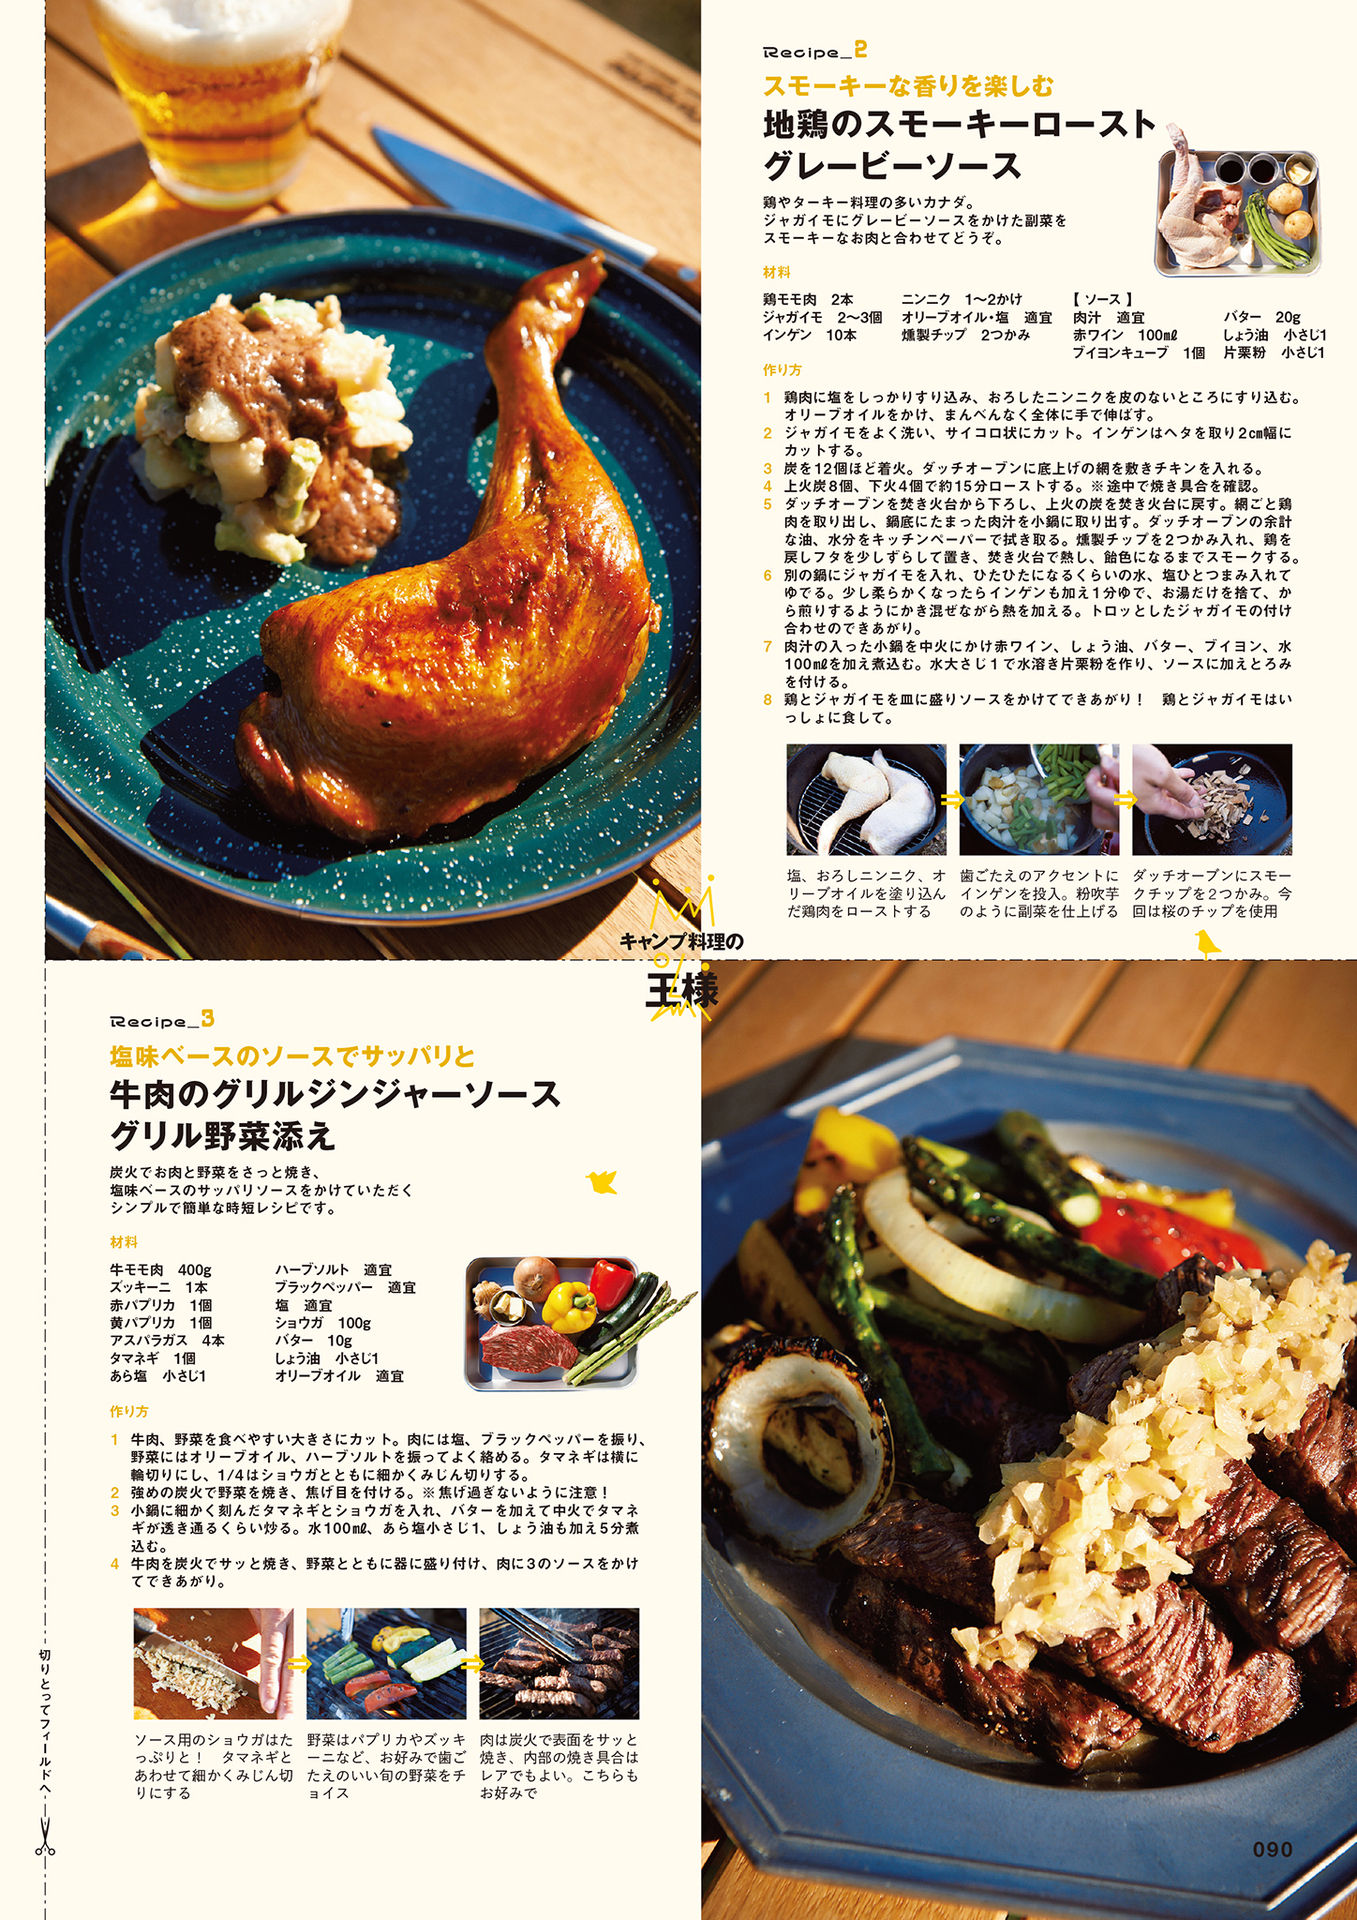 Recipe_2
スモーキーな香りを楽しむ
地鶏のスモーキーロースト
グレービーソース
鶏やターキー料理の多いカナダ。
ジャガイモにグレービーソースをかけた副菜を
スモーキーなお肉と合わせてどうぞ。
材料
鶏モモ肉 2本
ジャガイモ 2〜3個
インゲン 10本
ニンニク 1〜2かけ
オリーブオイル・塩 適宜
燻製チップ 2つかみ
【 ソース 】
肉汁 適宜
赤ワイン 100㎖
ブイヨンキューブ 1個
バター 20g
しょう油 小さじ1
片栗粉 小さじ1
作り方
1 鶏肉に塩をしっかりすり込み、おろしたニンニクを皮のないところにすり込む。
オリーブオイルをかけ、まんべんなく全体に手で伸ばす。
2 ジャガイモをよく洗い、サイコロ状にカット。インゲンはヘタを取り2㎝幅に
カットする。
3 炭を12個ほど着火。ダッチオーブンに底上げの網を敷きチキンを入れる。
4 上火炭8個、下火4個で約15分ローストする。※途中で焼き具合を確認。
5 ダッチオーブンを焚き火台から下ろし、上火の炭を焚き火台に戻す。網ごと鶏
肉を取り出し、鍋底にたまった肉汁を小鍋に取り出す。ダッチオーブンの余計
な油、水分をキッチンペーパーで拭き取る。燻製チップを2つかみ入れ、鶏を
戻しフタを少しずらして置き、焚き火台で熱し、飴色になるまでスモークする。
6 別の鍋にジャガイモを入れ、ひたひたになるくらいの水、塩ひとつまみ入れて
ゆでる。少し柔らかくなったらインゲンも加え1分ゆで、お湯だけを捨て、か
ら煎りするようにかき混ぜながら熱を加える。トロッとしたジャガイモの付け
合わせのできあがり。
7 肉汁の入った小鍋を中火にかけ赤ワイン、しょう油、バター、ブイヨン、水
100㎖を加え煮込む。水大さじ1で水溶き片栗粉を作り、ソースに加えとろみ
を付ける。
8 鶏とジャガイモを皿に盛りソースをかけてできあがり！ 鶏とジャガイモはい
っしょに食して。
塩、おろしニンニク、オ
リーブオイルを塗り込ん
だ鶏肉をローストする
歯ごたえのアクセントに
インゲンを投入。粉吹芋
のように副菜を仕上げる
ダッチオーブンにスモー
クチップを2つかみ。今
回は桜のチップを使用
キャンプ料理の
王様
Recipe_3
塩味ベースのソースでサッパリと
牛肉のグリルジンジャーソース
グリル野菜添え
炭火でお肉と野菜をさっと焼き、
塩味ベースのサッパリソースをかけていただく
シンプルで簡単な時短レシピです。
材料
牛モモ肉 400g
ズッキーニ 1本
赤パプリカ 1個
黄パプリカ 1個
アスパラガス 4本
タマネギ 1個
あら塩 小さじ1
ハーブソルト 適宜
ブラックペッパー 適宜
塩 適宜
ショウガ 100g
バター 10g
しょう油 小さじ1
オリーブオイル 適宜
作り方
1 牛肉、野菜を食べやすい大きさにカット。肉には塩、ブラックペッパーを振り、
野菜にはオリーブオイル、ハーブソルトを振ってよく絡める。タマネギは横に
輪切りにし、1/4はショウガとともに細かくみじん切りする。
2 強めの炭火で野菜を焼き、焦げ目を付ける。※焦げ過ぎないように注意！
3 小鍋に細かく刻んだタマネギとショウガを入れ、バターを加えて中火でタマネ
ギが透き通るくらい炒る。水100㎖、あら塩小さじ1、しょう油も加え5分煮
込む。
4 牛肉を炭火でサッと焼き、野菜とともに器に盛り付け、肉に3のソースをかけ
てできあがり。
ソース用のショウガはた
っぷりと！ タマネギと
あわせて細かくみじん切
りにする
野菜はパプリカやズッキ
ーニなど、お好みで歯ご
たえのいい旬の野菜をチ
ョイス
肉は炭火で表面をサッと
焼き、内部の焼き具合は
レアでもよい。こちらも
お好みで
切りとってフィールドへ
090